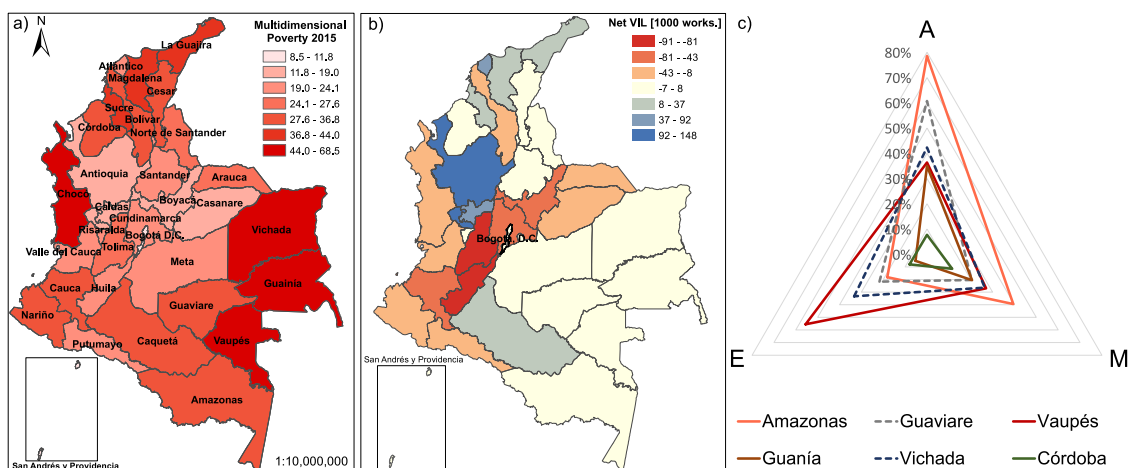 a)
N
Multidimensional
Poverty 2015
8.5 - 11.8
11.8 - 19.0
19.0 - 24.1
24.1 - 27.6
27.6 - 36.8
36.8 - 44.0
44.0 - 68.5
La Guajira
Atlántico
Magdalena
Cesar
Sucre
Bolívar
Córdoba
Norte de Santander
Antioquia
Santander
Arauca
Chocó
Boyacá
Caldas
Casanare
Cundinamarca
Risaralda
Bogotá D.C.
Vichada
Valle del Cauca
Tolima
Meta
Guainía
Cauca
Huila
Guaviare
Nariño
Vaupés
Putumayo
Caquetá
Amazonas
San Andrés y Providencia
1:10,000,000
b)
Net VIL [1000 works.]
-91 - -81
-81 - -43
-43 - -8
-7 - 8
8 - 37
37 - 92
92 - 148
Bogotá, D.C.
San Andrés y Providencia
c)
A
80%
70%
60%
50%
40%
30%
20%
10%
0%
E
M
Amazonas
Guaviare
Vaupés
Guanía
Vichada
Córdoba